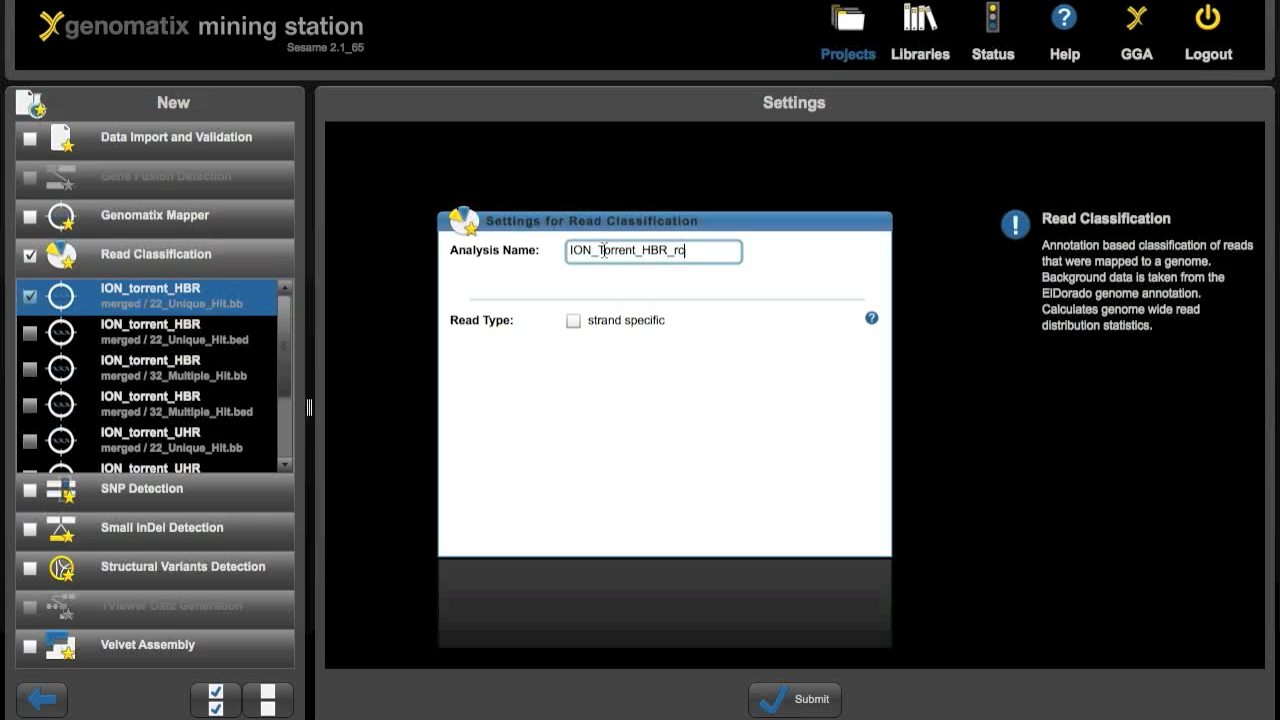 genomatix mining station
Sesame 2.1_65
Projects
Libraries
Status
Help
GGA
Logout
New
Settings
Data Import and Validation
Gene Fusion Detection
Genomatix Mapper
Read Classification
ION_torrent_HBR
merged / 22_Unique_Hit.bb
ION_torrent_HBR
merged / 22_Unique_Hit.bed
ION_torrent_HBR
merged / 32_Multiple_Hit.bb
ION_torrent_HBR
merged / 32_Multiple_Hit.bed
ION_torrent_UHR
merged / 22_Unique_Hit.bb
ION_torrent_UHR
SNP Detection
Small InDel Detection
Structural Variants Detection
TViewer Data Generation
Velvet Assembly
Settings for Read Classification
Analysis Name: ION_Torrent_HBR_rc
Read Type: strand specific
Read Classification
Annotation based classification of reads
that were mapped to a genome.
Background data is taken from the
ElDorado genome annotation.
Calculates genome wide read
distribution statistics.
Submit